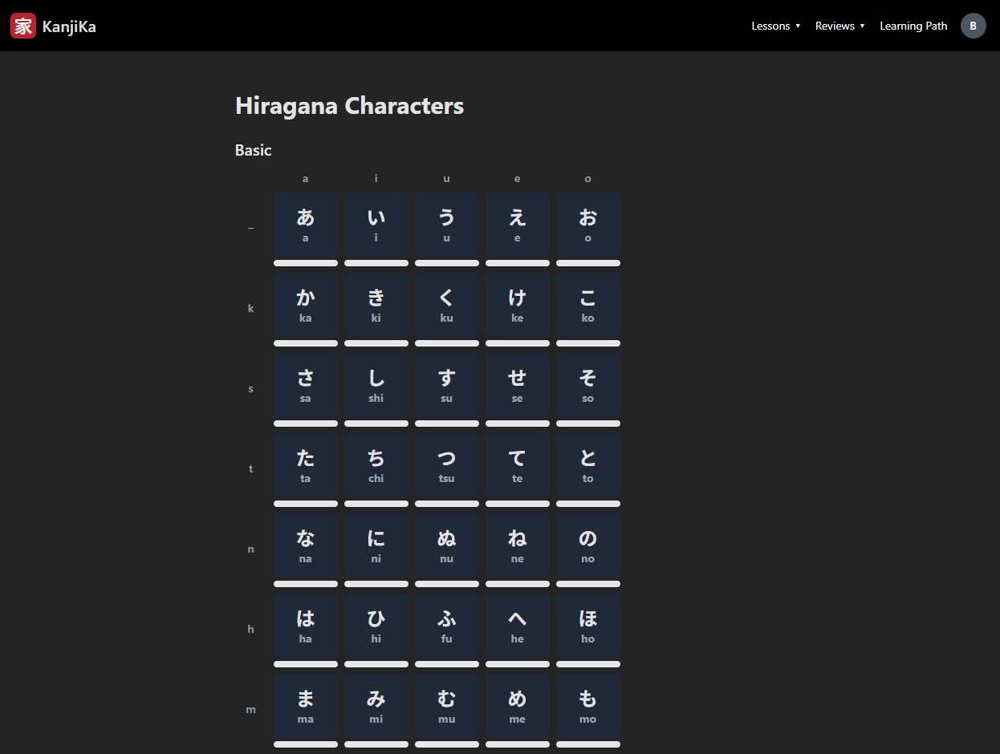 家 KanjiKa Lessons ▾ Reviews ▾ Learning Path B
Hiragana Characters
Basic
a i u e o
あ い う え お
– a i u e o
か き く け こ
k ka ki ku ke ko
さ し す せ そ
s sa shi su se so
た ち つ て と
t ta chi tsu te to
な に ぬ ね の
n na ni nu ne no
は ひ ふ へ ほ
h ha hi fu he ho
ま み む め も
m ma mi mu me mo